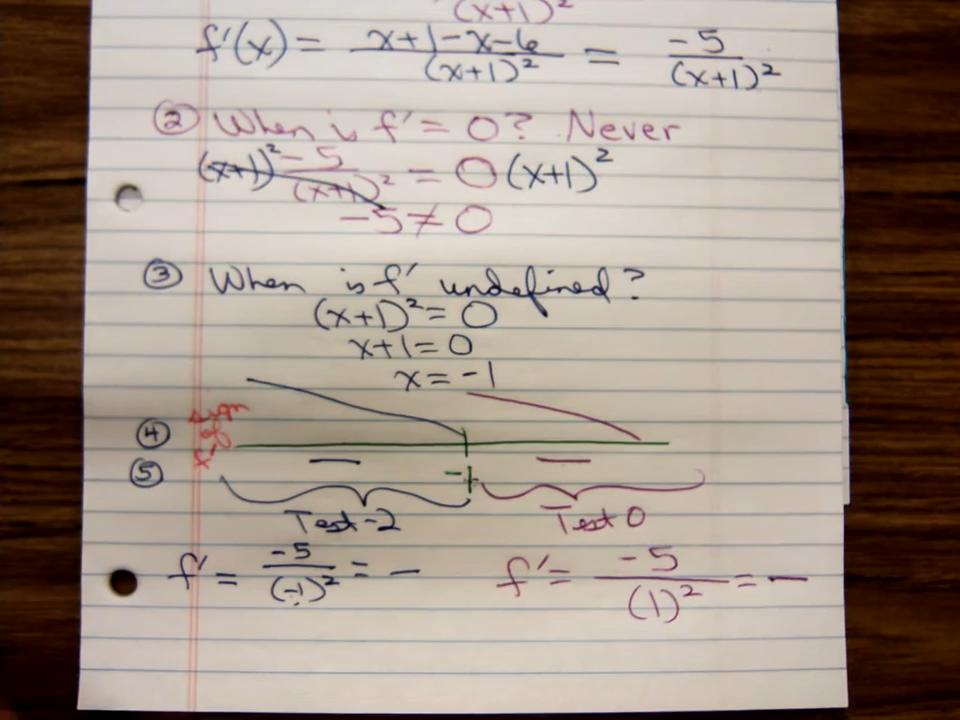 (x+1)²
f'(x) = x+1-x-6 / (x+1)² = -5 / (x+1)²
② When is f' = 0? Never
(x+1)² -5 / (x+1)² = 0 (x+1)²
-5 ≠ 0
③ When is f' undefined?
(x+1)² = 0
x+1 = 0
x = -1
④ sign of f'
⑤ — -1 —
Test -2 Test 0
f' = -5 / (-1)² = - f' = -5 / (1)² = -